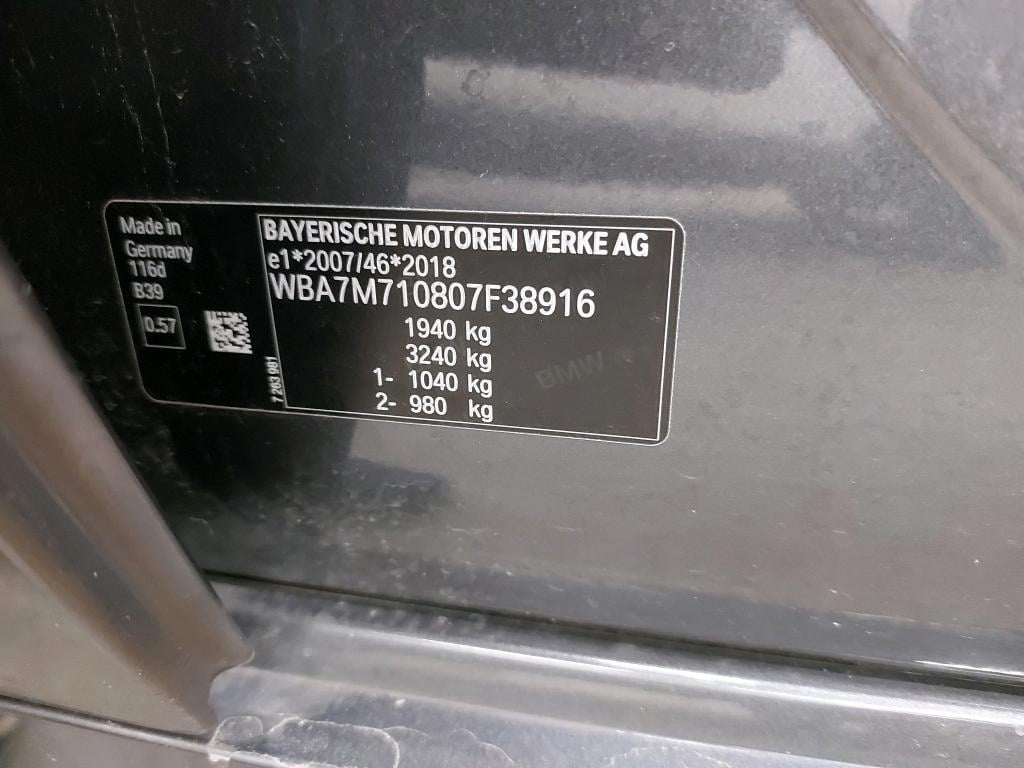 Made in
Germany
116d
B39
0.57
7 263 981
BAYERISCHE MOTOREN WERKE AG
e1*2007/46*2018
WBA7M710807F38916
1940 kg
3240 kg
1- 1040 kg
2- 980 kg
BMW